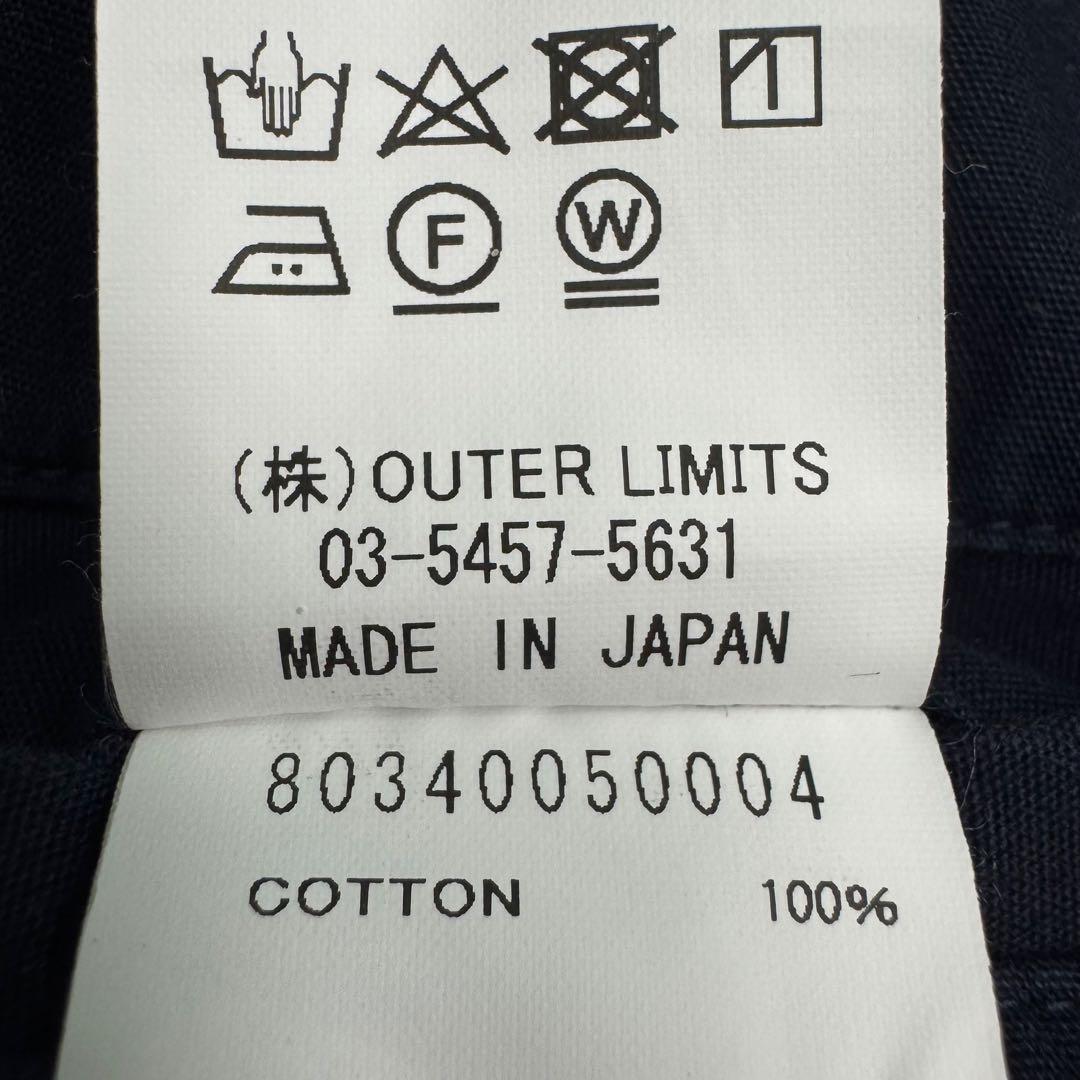 F W
(株)OUTER LIMITS
03-5457-5631
MADE IN JAPAN
80340050004
COTTON 100%